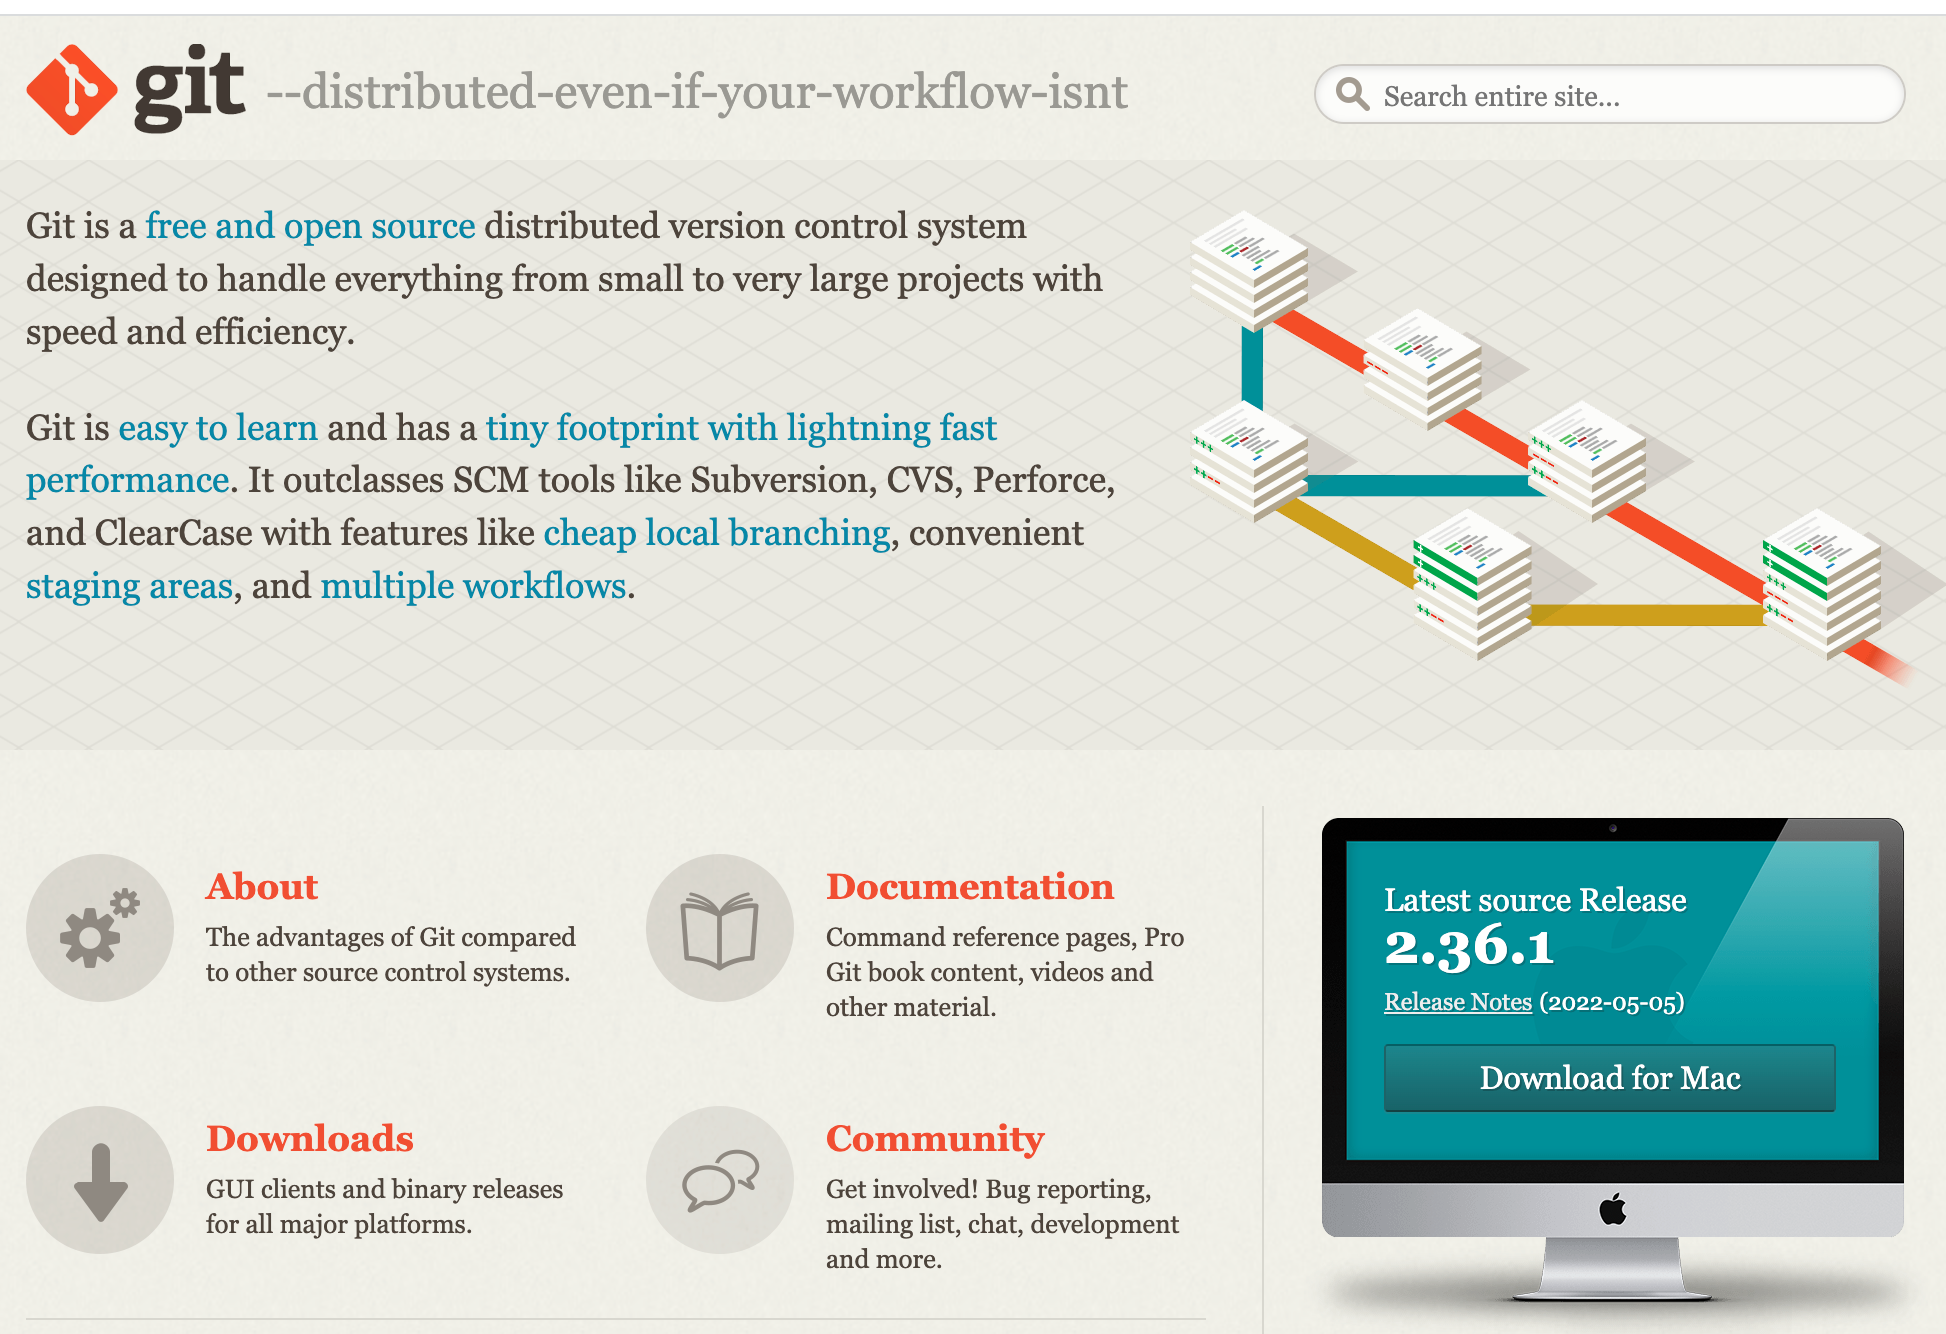 git --distributed-even-if-your-workflow-isnt
Search entire site...
Git is a free and open source distributed version control system
designed to handle everything from small to very large projects with
speed and efficiency.
Git is easy to learn and has a tiny footprint with lightning fast
performance. It outclasses SCM tools like Subversion, CVS, Perforce,
and ClearCase with features like cheap local branching, convenient
staging areas, and multiple workflows.
About
The advantages of Git compared
to other source control systems.
Documentation
Command reference pages, Pro
Git book content, videos and
other material.
Downloads
GUI clients and binary releases
for all major platforms.
Community
Get involved! Bug reporting,
mailing list, chat, development
and more.
Latest source Release
2.36.1
Release Notes (2022-05-05)
Download for Mac